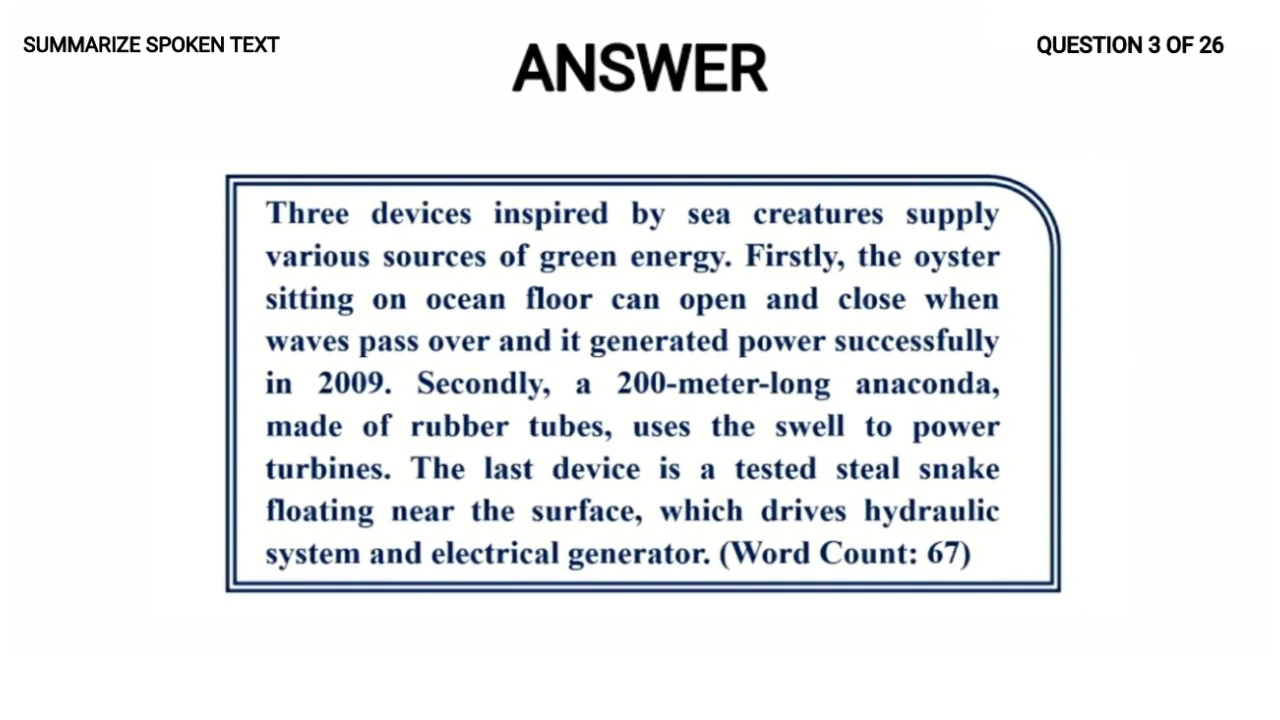 SUMMARIZE SPOKEN TEXT
ANSWER
QUESTION 3 OF 26
Three devices inspired by sea creatures supply
various sources of green energy. Firstly, the oyster
sitting on ocean floor can open and close when
waves pass over and it generated power successfully
in 2009. Secondly, a 200-meter-long anaconda,
made of rubber tubes, uses the swell to power
turbines. The last device is a tested steal snake
floating near the surface, which drives hydraulic
system and electrical generator. (Word Count: 67)